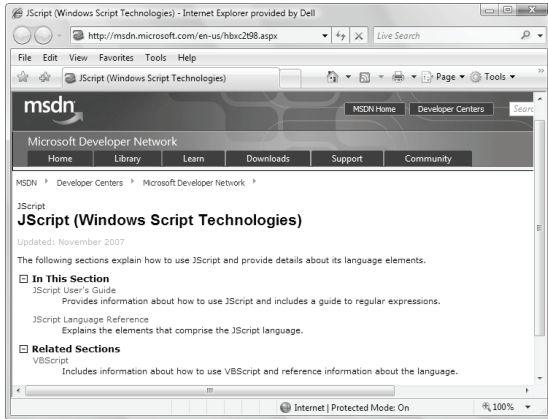 JScript (Windows Script Technologies) - Internet Explorer provided by Dell
http://msdn.microsoft.com/en-us/hbxc2t98.aspx
Live Search
File Edit View Favorites Tools Help
JScript (Windows Script Technologies)
Page
Tools
msdn
MSDN Home
Developer Centers
Microsoft Developer Network
Home Library Learn Downloads Support Community
MSDN Developer Centers Microsoft Developer Network
JScript
JScript (Windows Script Technologies)
Updated: November 2007
The following sections explain how to use JScript and provide details about its language elements.
In This Section
JScript User's Guide
Provides information about how to use JScript and includes a guide to regular expressions.
JScript Language Reference
Explains the elements that comprise the JScript language.
Related Sections
VBScript
Includes information about how to use VBScript and reference information about the language.
Internet | Protected Mode: On
100%